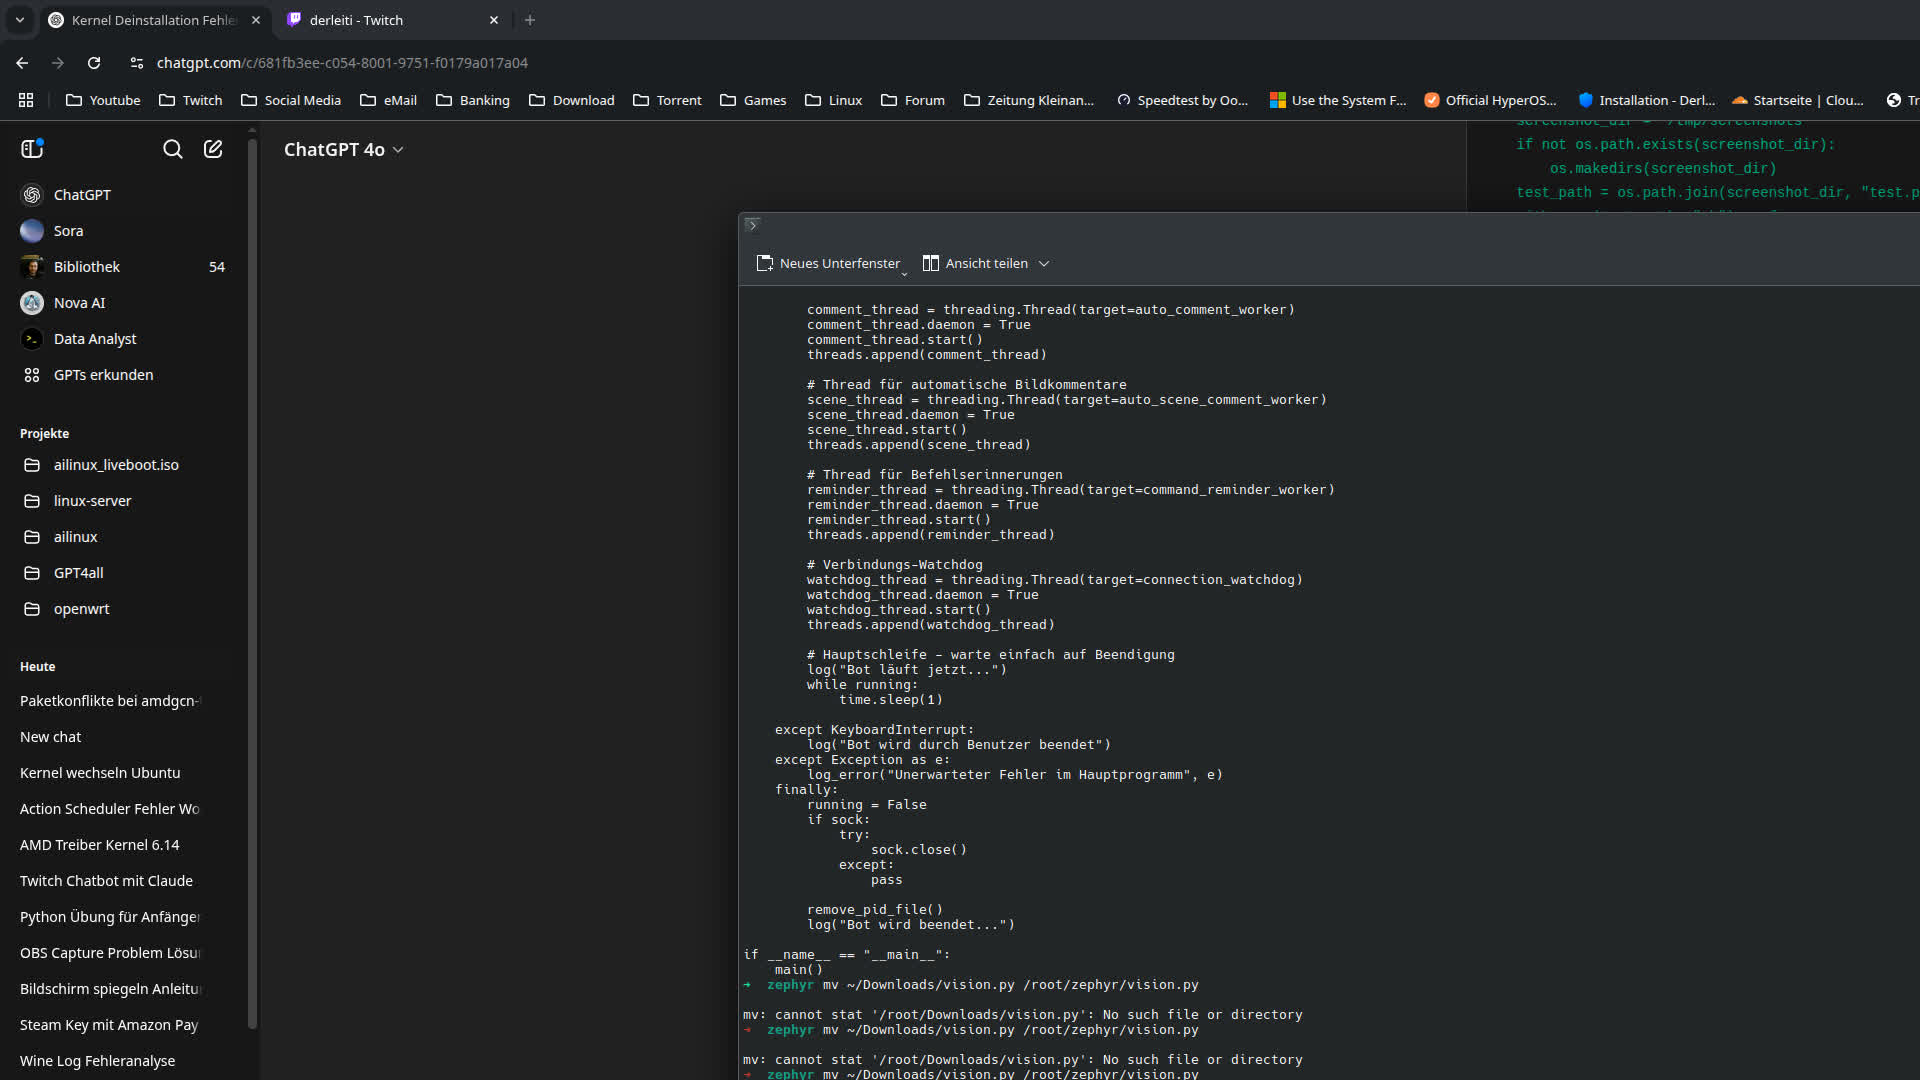 Kernel Deinstallation Fehle
derleiti - Twitch
chatgpt.com/c/681fb3ee-c054-8001-9751-f0179a017a04
Youtube
Twitch
Social Media
eMail
Banking
Download
Torrent
Games
Linux
Forum
Zeitung Kleinan...
Speedtest by Oo...
Use the System F...
Official HyperOS...
Installation - Derl...
Startseite | Clou...
Tr
ChatGPT
Sora
Bibliothek 54
Nova AI
Data Analyst
GPTs erkunden
Projekte
ailinux_liveboot.iso
linux-server
ailinux
GPT4all
openwrt
Heute
Paketkonflikte bei amdgcn-
New chat
Kernel wechseln Ubuntu
Action Scheduler Fehler Wo
AMD Treiber Kernel 6.14
Twitch Chatbot mit Claude
Python Übung für Anfänger
OBS Capture Problem Lösu
Bildschirm spiegeln Anleitu
Steam Key mit Amazon Pay
Wine Log Fehleranalyse
ChatGPT 4o
screenshot_dir = "/tmp/screenshots"
if not os.path.exists(screenshot_dir):
os.makedirs(screenshot_dir)
test_path = os.path.join(screenshot_dir, "test.p
Neues Unterfenster
Ansicht teilen
comment_thread = threading.Thread(target=auto_comment_worker)
comment_thread.daemon = True
comment_thread.start()
threads.append(comment_thread)
# Thread für automatische Bildkommentare
scene_thread = threading.Thread(target=auto_scene_comment_worker)
scene_thread.daemon = True
scene_thread.start()
threads.append(scene_thread)
# Thread für Befehlserinnerungen
reminder_thread = threading.Thread(target=command_reminder_worker)
reminder_thread.daemon = True
reminder_thread.start()
threads.append(reminder_thread)
# Verbindungs-Watchdog
watchdog_thread = threading.Thread(target=connection_watchdog)
watchdog_thread.daemon = True
watchdog_thread.start()
threads.append(watchdog_thread)
# Hauptschleife – warte einfach auf Beendigung
log("Bot läuft jetzt...")
while running:
time.sleep(1)
except KeyboardInterrupt:
log("Bot wird durch Benutzer beendet")
except Exception as e:
log_error("Unerwarteter Fehler im Hauptprogramm", e)
finally:
running = False
if sock:
try:
sock.close()
except:
pass
remove_pid_file()
log("Bot wird beendet...")
if __name__ == "__main__":
main()
➜ zephyr mv ~/Downloads/vision.py /root/zephyr/vision.py
mv: cannot stat '/root/Downloads/vision.py': No such file or directory
➜ zephyr mv ~/Downloads/vision.py /root/zephyr/vision.py
mv: cannot stat '/root/Downloads/vision.py': No such file or directory
➜ zephyr mv ~/Downloads/vision.py /root/zephyr/vision.py